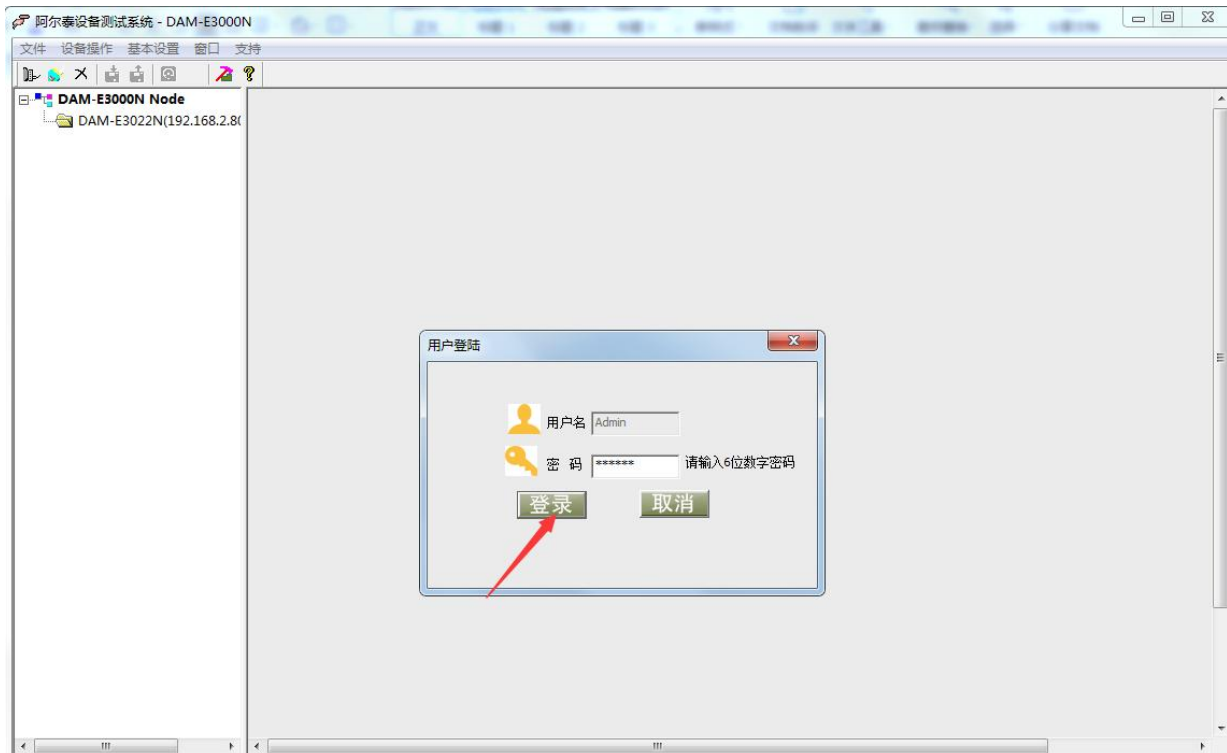 阿尔泰设备测试系统 - DAM-E3000N
文件 设备操作 基本设置 窗口 支持
DAM-E3000N Node
DAM-E3022N(192.168.2.8(
用户登陆
用户名 Admin
密 码 ****** 请输入6位数字密码
登录 取消